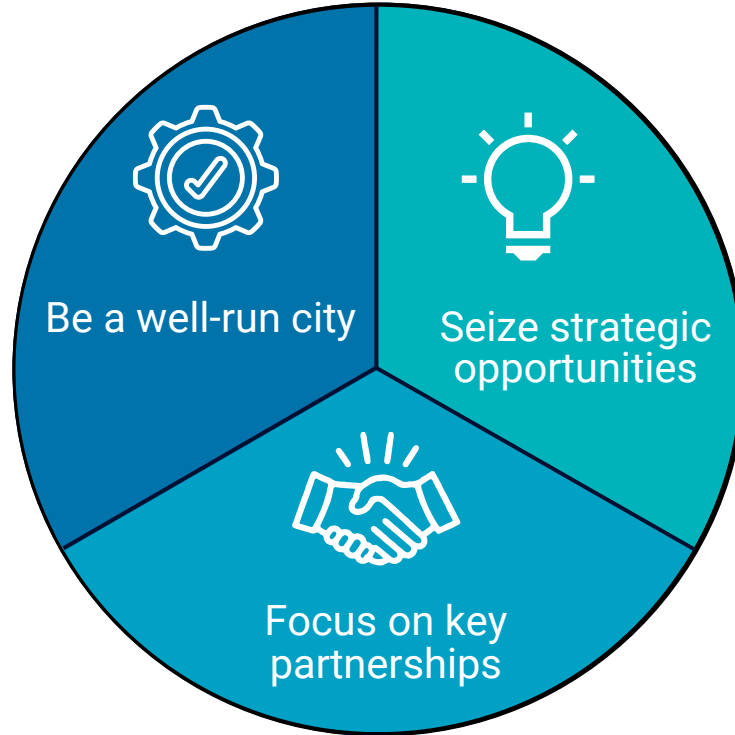 Be a well-run city
Seize strategic
opportunities
Focus on key
partnerships